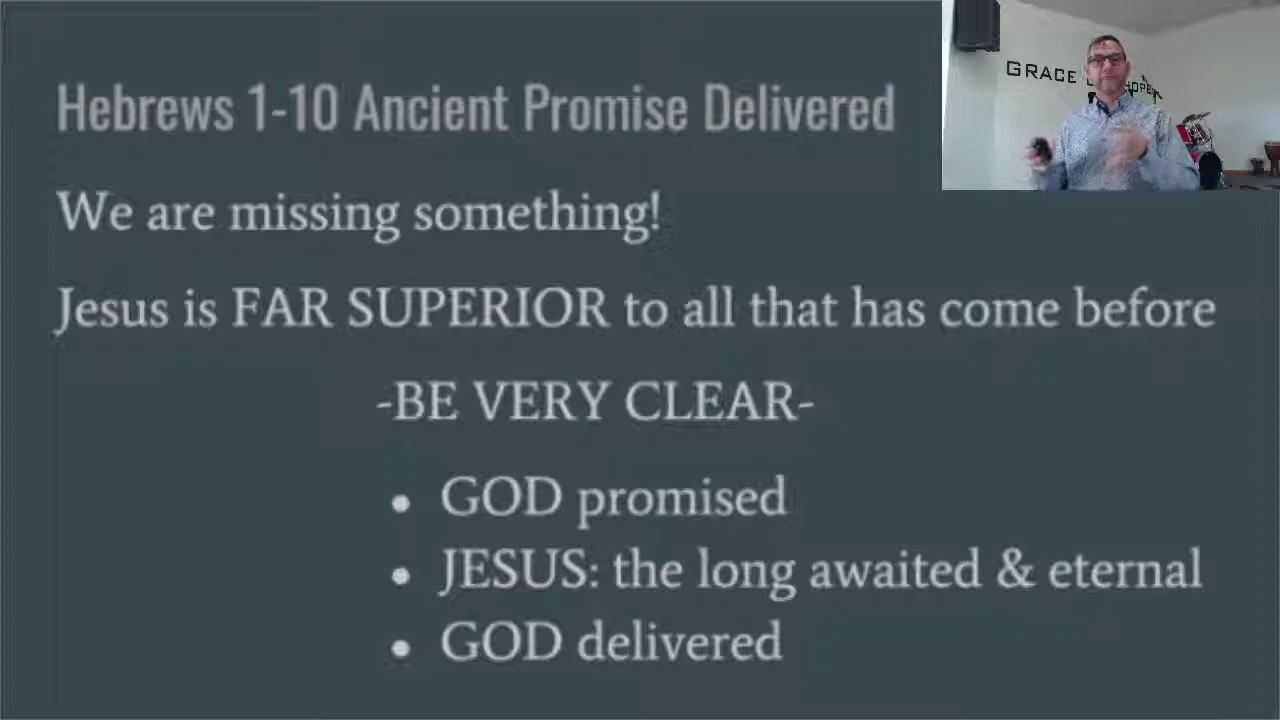 Hebrews 1-10 Ancient Promise Delivered
We are missing something!
Jesus is FAR SUPERIOR to all that has come before
-BE VERY CLEAR-
• GOD promised
• JESUS: the long awaited & eternal
• GOD delivered
GRACE HOPE